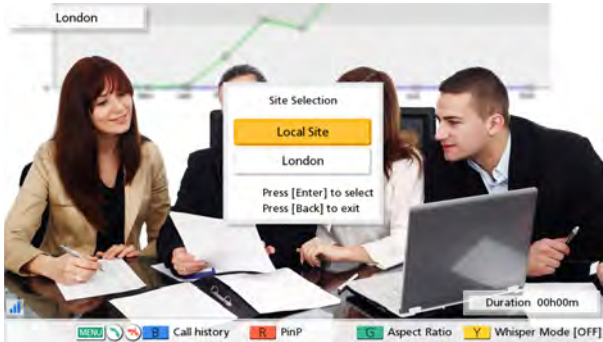 London
Site Selection
Local Site
London
Press [Enter] to select
Press [Back] to exit
Duration 00h00m
MENU B Call history R PinP G Aspect Ratio Y Whisper Mode [OFF]